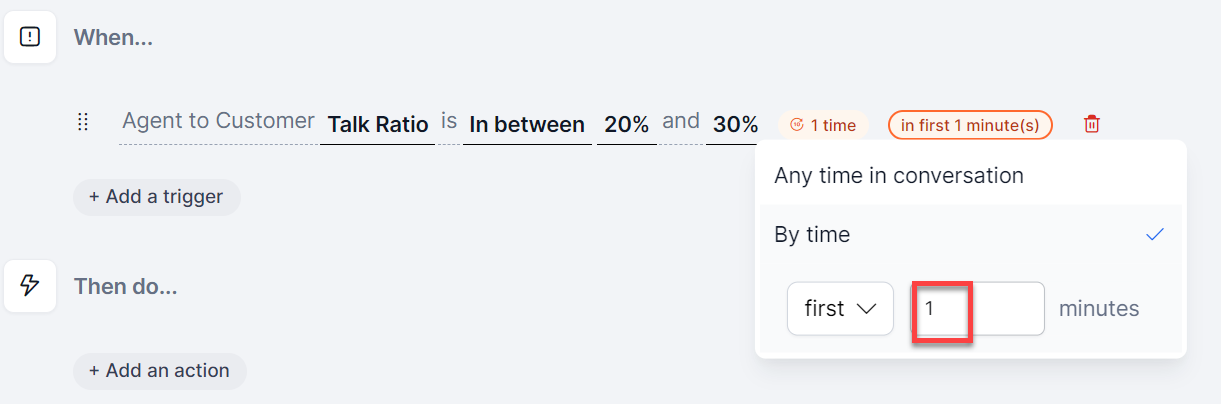 When...
Agent to Customer Talk Ratio is In between 20% and 30% 1 time in first 1 minute(s)
+ Add a trigger
Any time in conversation
By time
Then do...
first 1 minutes
+ Add an action